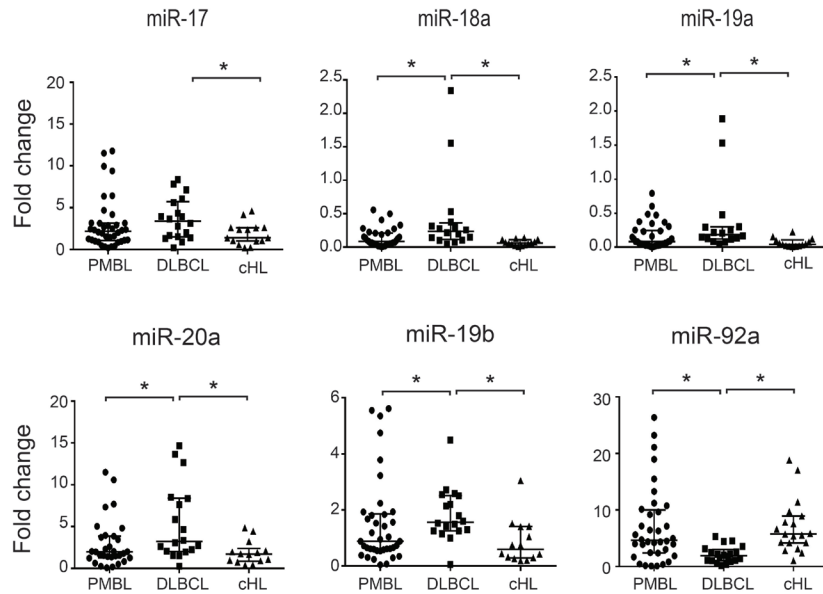 miR-17
miR-18a
miR-19a
Fold change
20
15
10
5
0
*
PMBL DLBCL cHL
2.5
2.0
1.5
1.0
0.5
0.0
* *
PMBL DLBCL cHL
2.5
2.0
1.5
1.0
0.5
0.0
* *
PMBL DLBCL cHL
miR-20a
miR-19b
miR-92a
Fold change
20
15
10
5
0
* *
PMBL DLBCL cHL
6
4
2
0
* *
PMBL DLBCL cHL
30
20
10
0
* *
PMBL DLBCL cHL